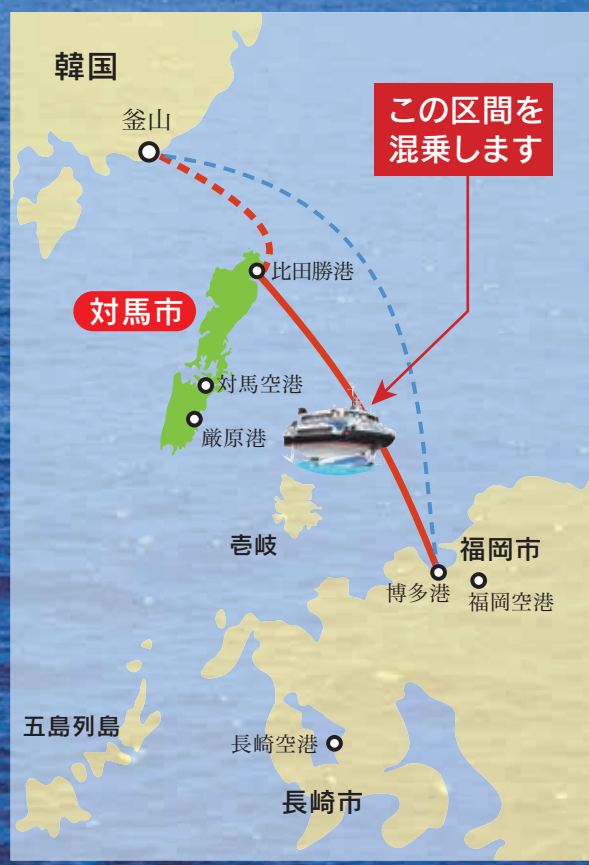 韓国
釜山
この区間を
混乗します
比田勝港
対馬市
対馬空港
厳原港
壱岐
福岡市
博多港
福岡空港
五島列島
長崎空港
長崎市